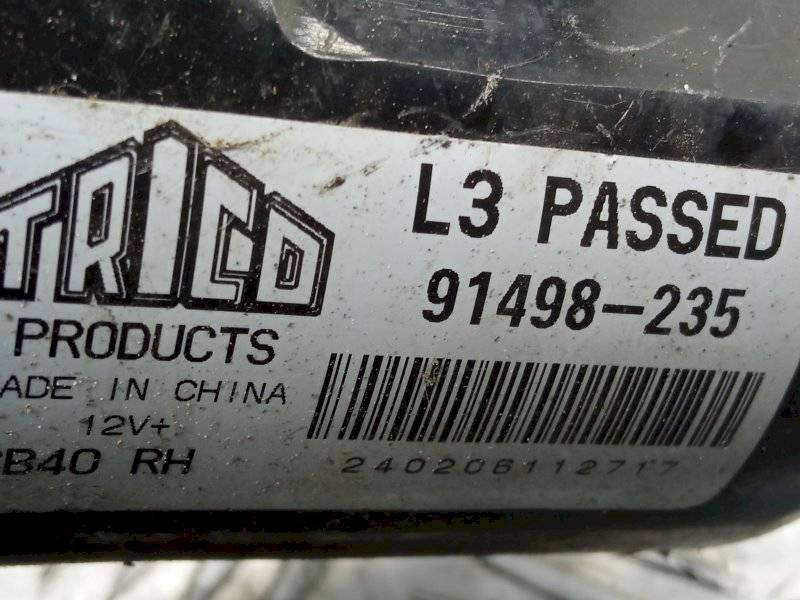 TRICO
PRODUCTS
ADE IN CHINA
12V+
B40 RH
L3 PASSED
91498-235
240206112717